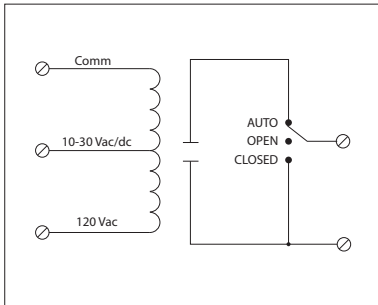 Comm
10-30 Vac/dc
120 Vac
AUTO
OPEN
CLOSED